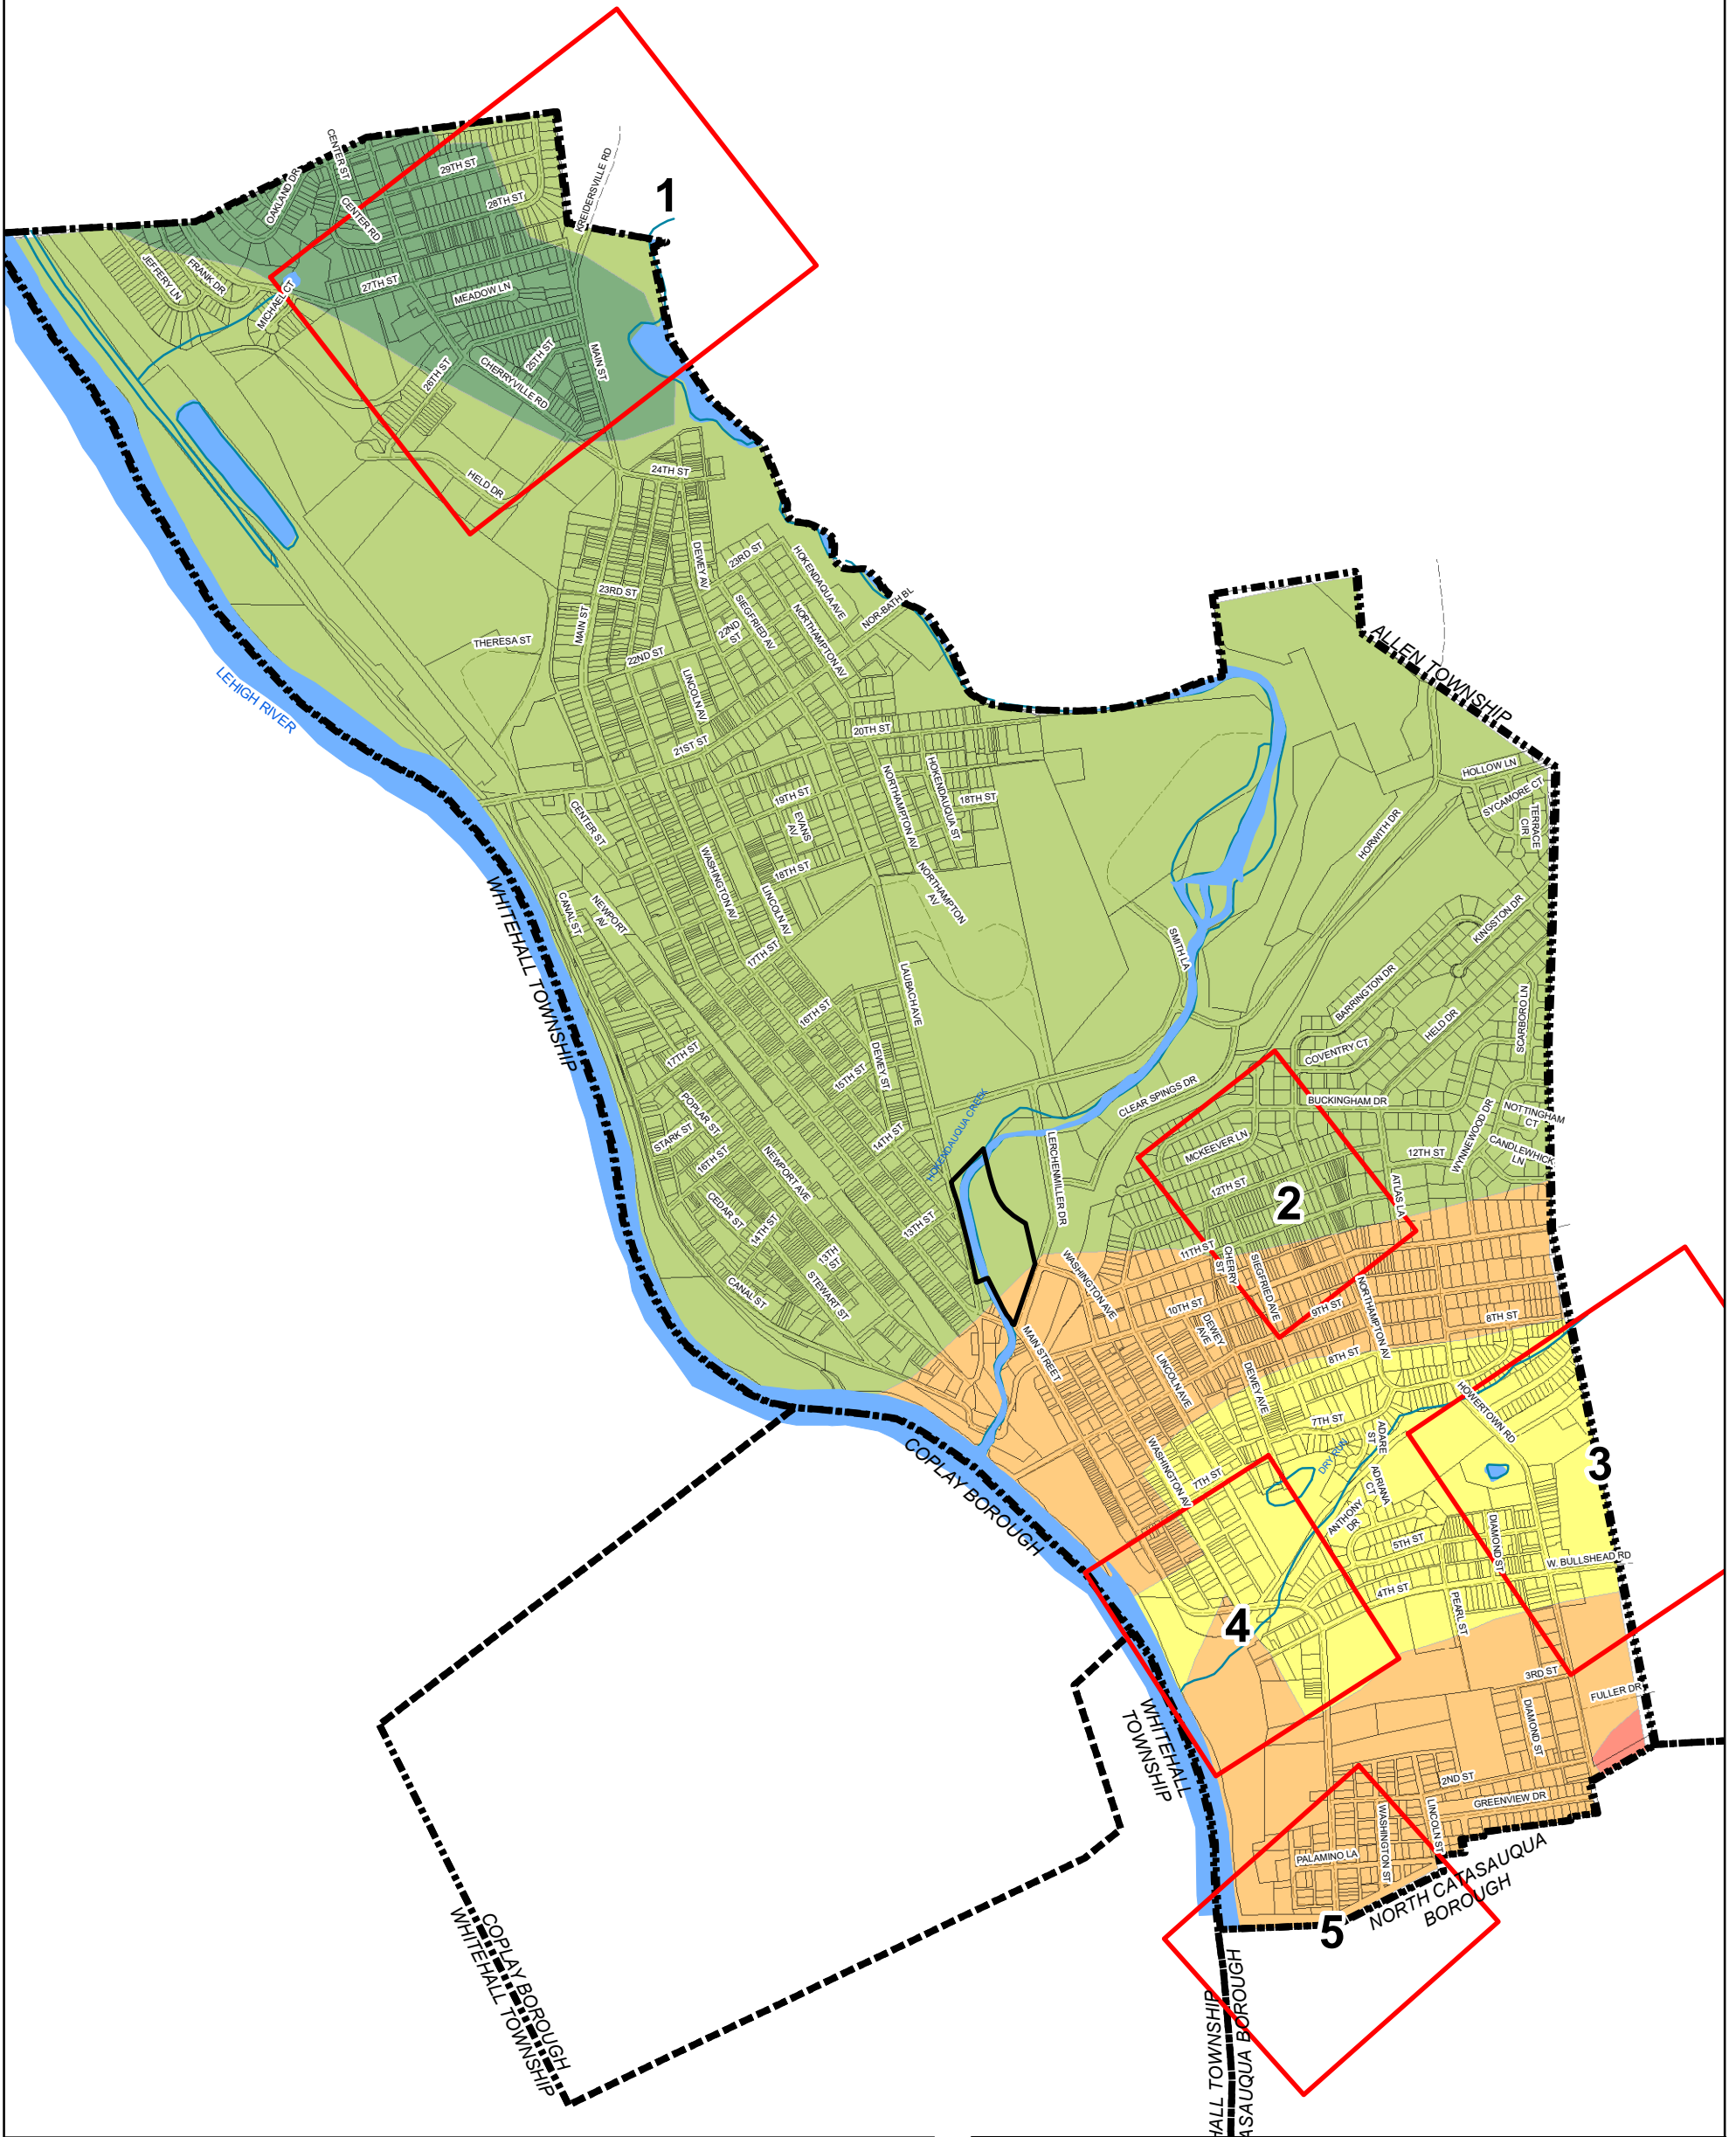 CENTER ST
OAKLAND DR
29TH ST
KREIDERSVILLE RD
1
28TH ST
CENTER RD
JEFFERY LN
FRANK DR
MICHAEL CT
27TH ST
MEADOW LN
26TH ST
CHERRYVILLE RD
25TH ST
MAIN ST
HELD DR
24TH ST
DEWEY AV
23RD ST
HOKENDAQUA AVE
23RD ST
SIEGFRIED AV
NORTHAMPTON AV
NOR-BATH BL
MAIN ST
THERESA ST
22ND
ST
22ND ST
ALLEN TOWNSHIP
LEHIGH RIVER
LINCOLN AV
21ST ST
20TH ST
NORTHAMPTON AV
HOKENDAUQUA ST
HOLLOW LN
SYCAMORE CT
TERRACE
CIR
19TH ST
18TH ST
EVANS
AV
CENTER ST
HORWITH DR
WASHINGTON AV
18TH ST
LINCOLN AV
NORTHAMPTON
AV
CANAL ST
NEWPORT
AV
WHITEHALL TOWNSHIP
17TH ST
SMITH LA
KINGSTON DR
LAUBACH AVE
BARRINGTON DR
16TH ST
HELD DR
SCARBORO LN
17TH ST
DEWEY ST
15TH ST
COVENTRY CT
CLEAR SPINGS DR
BUCKINGHAM DR
HOKENDAUQUA CREEK
POPLAR ST
STARK ST
14TH ST
LERCHENMILLER DR
MCKEEVER LN
WYNNEWOOD DR
NOTTINGHAM
CT
CANDLEWHICK
LN
12TH ST
16TH ST
NEWPORT AVE
12TH ST
2
ATLAS LA
CEDAR ST
14TH ST
13TH ST
13TH
ST
11TH ST
CHERRY
ST
SIEGFRIED AVE
WASHINGTON AVE
CANAL ST
STEWART ST
10TH ST
DEWEY
AVE
9TH ST
NORTHAMPTON AV
8TH ST
MAIN STREET
LINCOLN AVE
DEWEY AVE
8TH ST
HOWERTOWN RD
7TH ST
ADARE
ST
COPLAY BOROUGH
WASHINGTON AV
7TH ST
DRY RUN
ADRIANA
CT
3
ANTHONY
DR
5TH ST
DIAMOND ST
W. BULLSHEAD RD
4TH ST
PEARL ST
4
3RD ST
FULLER DR
WHITEHALL
TOWNSHIP
DIAMOND ST
2ND ST
GREENVIEW DR
WASHINGTON ST
LINCOLN ST
PALAMINO LA
NORTH CATASAUQUA
BOROUGH
5
COPLAY BOROUGH
WHITEHALL TOWNSHIP
HALL TOWNSHIP
ASAUQUA BOROUGH